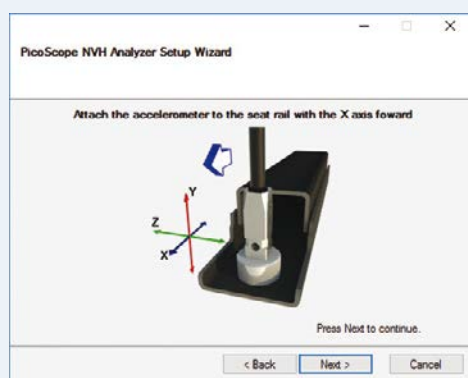 PicoScope NVH Analyzer Setup Wizard
Attach the accelerometer to the seat rail with the X axis foward
Y
Z
X
Press Next to continue.
< Back Next > Cancel